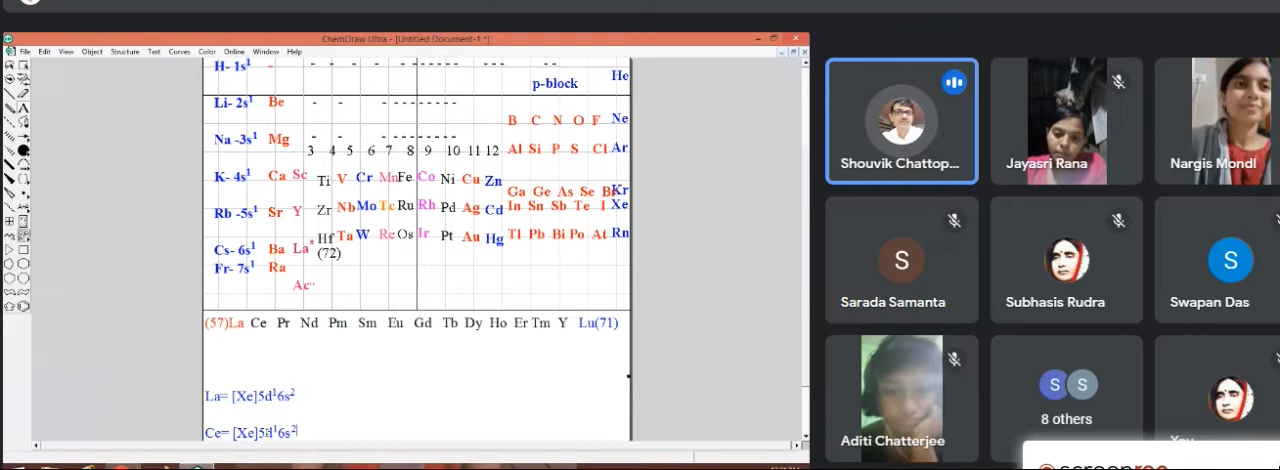 ChemDraw Ultra - [Untitled Document-1 *]
File Edit View Object Structure Text Curves Color Online Window Help
H- 1s¹ - - - - - - - - - - - - - He
p-block
Li- 2s¹ Be - - - - - - - - - -
B C N O F Ne
Na -3s¹ Mg - - - - - - - - - -
3 4 5 6 7 8 9 10 11 12 Al Si P S Cl Ar
K- 4s¹ Ca Sc Ti V Cr Mn Fe Co Ni Cu Zn
Ga Ge As Se Br Kr
Rb -5s¹ Sr Y Zr Nb Mo Tc Ru Rh Pd Ag Cd In Sn Sb Te I Xe
Cs- 6s¹ Ba La* Hf Ta W Re Os Ir Pt Au Hg Tl Pb Bi Po At Rn
(72)
Fr- 7s¹ Ra
Ac"
(57)La Ce Pr Nd Pm Sm Eu Gd Tb Dy Ho Er Tm Y Lu(71)
La= [Xe]5d¹6s²
Ce= [Xe]5d¹6s²
Shouvik Chattop...
Jayasri Rana
Nargis Mondl
S
Sarada Samanta
Subhasis Rudra
S
Swapan Das
Aditi Chatterjee
S S
8 others
You